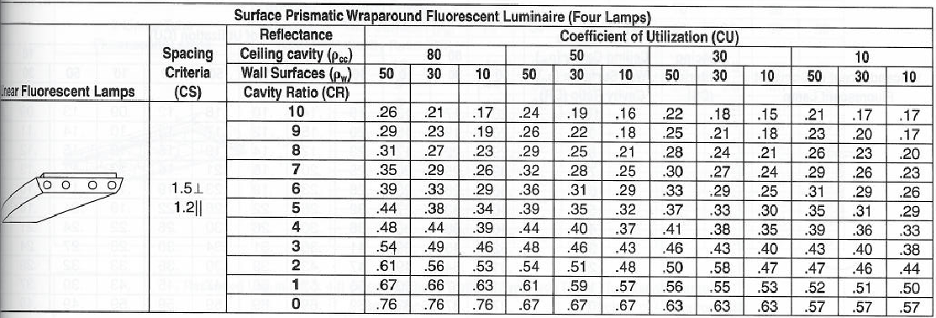 Surface Prismatic Wraparound Fluorescent Luminaire (Four Lamps)
Reflectance Coefficient of Utilization (CU)
Spacing Ceiling cavity (ρcc) 80 50 30 10
Criteria Wall Surfaces (ρw) 50 30 10 50 30 10 50 30 10 50 30 10
Fluorescent Lamps (CS) Cavity Ratio (CR)
10 .26 .21 .17 .24 .19 .16 .22 .18 .15 .21 .17 .17
9 .29 .23 .19 .26 .22 .18 .25 .21 .18 .23 .20 .17
8 .31 .27 .23 .29 .25 .21 .28 .24 .21 .26 .23 .20
7 .35 .29 .26 .32 .28 .25 .30 .27 .24 .29 .26 .23
1.5⊥ 6 .39 .33 .29 .36 .31 .29 .33 .29 .25 .31 .29 .26
1.2|| 5 .44 .38 .34 .39 .35 .32 .37 .33 .30 .35 .31 .29
4 .48 .44 .39 .44 .40 .37 .41 .38 .35 .39 .36 .33
3 .54 .49 .46 .48 .46 .43 .46 .43 .40 .43 .40 .38
2 .61 .56 .53 .54 .51 .48 .50 .58 .47 .47 .46 .44
1 .67 .66 .63 .61 .59 .57 .56 .55 .53 .52 .51 .50
0 .76 .76 .76 .67 .67 .67 .63 .63 .63 .57 .57 .57